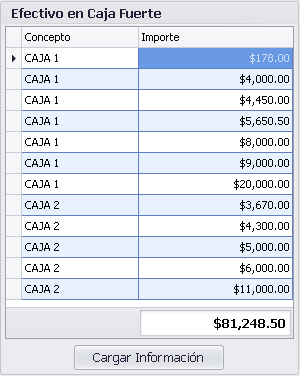 Efectivo en Caja Fuerte
Concepto Importe
CAJA 1 $178.00
CAJA 1 $4,000.00
CAJA 1 $4,450.00
CAJA 1 $5,650.50
CAJA 1 $8,000.00
CAJA 1 $9,000.00
CAJA 1 $20,000.00
CAJA 2 $3,670.00
CAJA 2 $4,300.00
CAJA 2 $5,000.00
CAJA 2 $6,000.00
CAJA 2 $11,000.00
$81,248.50
Cargar Información